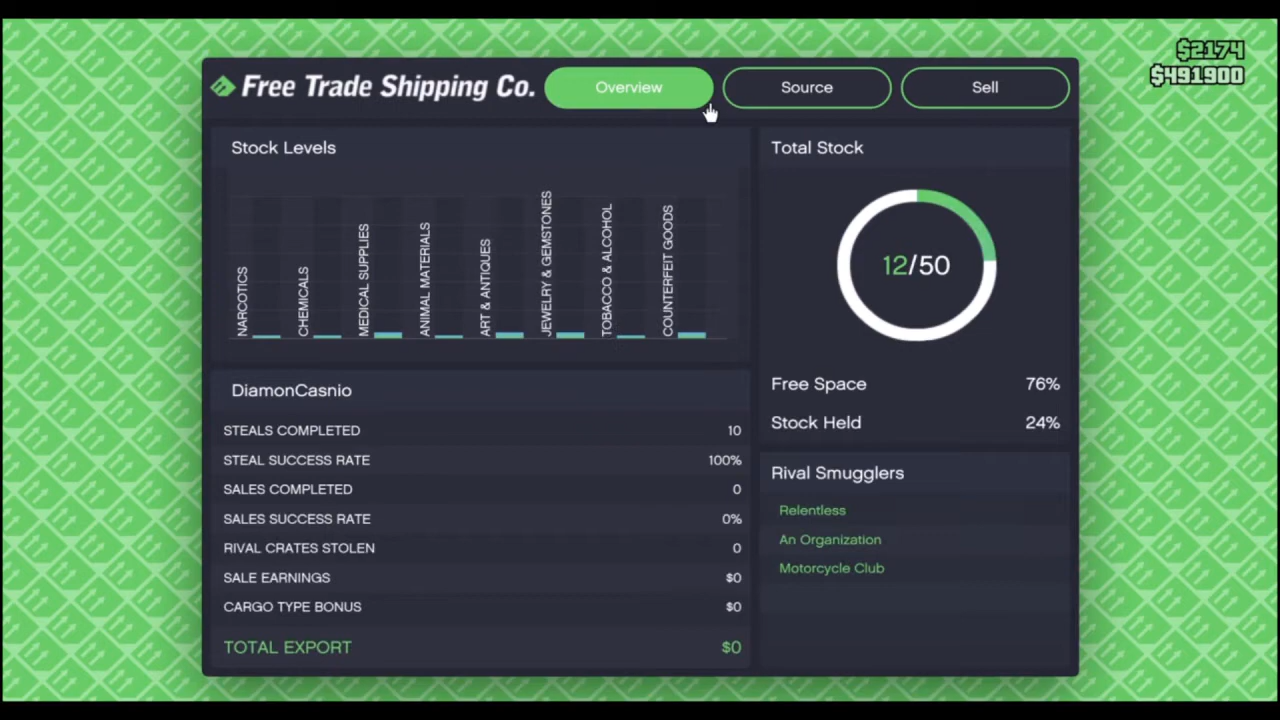 $2174
$491900
Free Trade Shipping Co.
Overview
Source
Sell
Stock Levels
NARCOTICS
CHEMICALS
MEDICAL SUPPLIES
ANIMAL MATERIALS
ART & ANTIQUES
JEWELRY & GEMSTONES
TOBACCO & ALCOHOL
COUNTERFEIT GOODS
Total Stock
12/50
Free Space 76%
Stock Held 24%
DiamonCasnio
STEALS COMPLETED 10
STEAL SUCCESS RATE 100%
SALES COMPLETED 0
SALES SUCCESS RATE 0%
RIVAL CRATES STOLEN 0
SALE EARNINGS $0
CARGO TYPE BONUS $0
TOTAL EXPORT $0
Rival Smugglers
Relentless
An Organization
Motorcycle Club